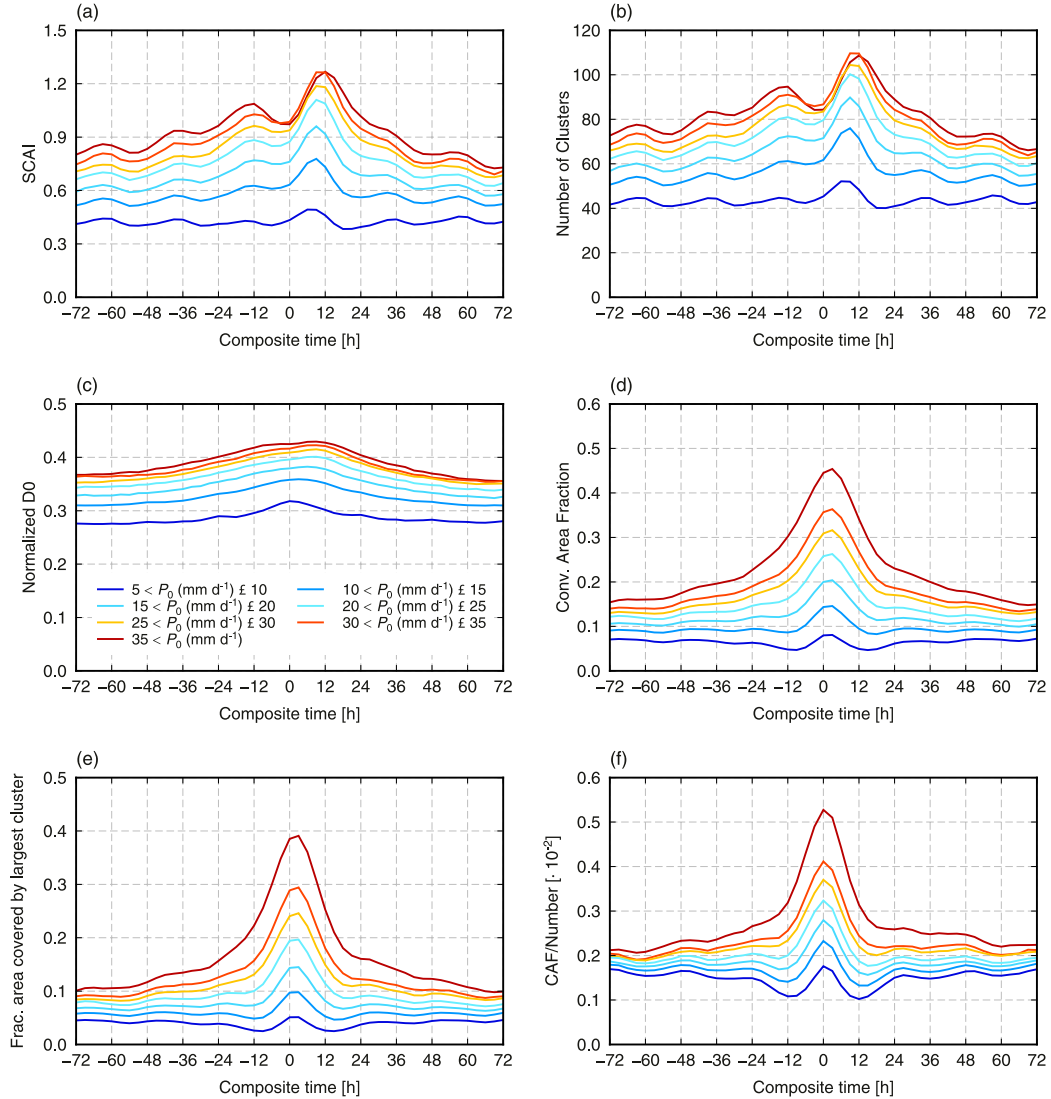 (a)
SCAI
1.5
1.2
0.9
0.6
0.3
0.0
−72 −60 −48 −36 −24 −12 0 12 24 36 48 60 72
Composite time [h]
(b)
Number of Clusters
120
100
80
60
40
20
0
−72 −60 −48 −36 −24 −12 0 12 24 36 48 60 72
Composite time [h]
(c)
Normalized D0
0.5
0.4
0.3
0.2
0.1
0.0
5 < P0 (mm d-1) £ 10
10 < P0 (mm d-1) £ 15
15 < P0 (mm d-1) £ 20
20 < P0 (mm d-1) £ 25
25 < P0 (mm d-1) £ 30
30 < P0 (mm d-1) £ 35
35 < P0 (mm d-1)
−72 −60 −48 −36 −24 −12 0 12 24 36 48 60 72
Composite time [h]
(d)
Conv. Area Fraction
0.6
0.5
0.4
0.3
0.2
0.1
0.0
−72 −60 −48 −36 −24 −12 0 12 24 36 48 60 72
Composite time [h]
(e)
Frac. area covered by largest cluster
0.5
0.4
0.3
0.2
0.1
0.0
−72 −60 −48 −36 −24 −12 0 12 24 36 48 60 72
Composite time [h]
(f)
CAF/Number [ · 10-2]
0.6
0.5
0.4
0.3
0.2
0.1
0.0
−72 −60 −48 −36 −24 −12 0 12 24 36 48 60 72
Composite time [h]